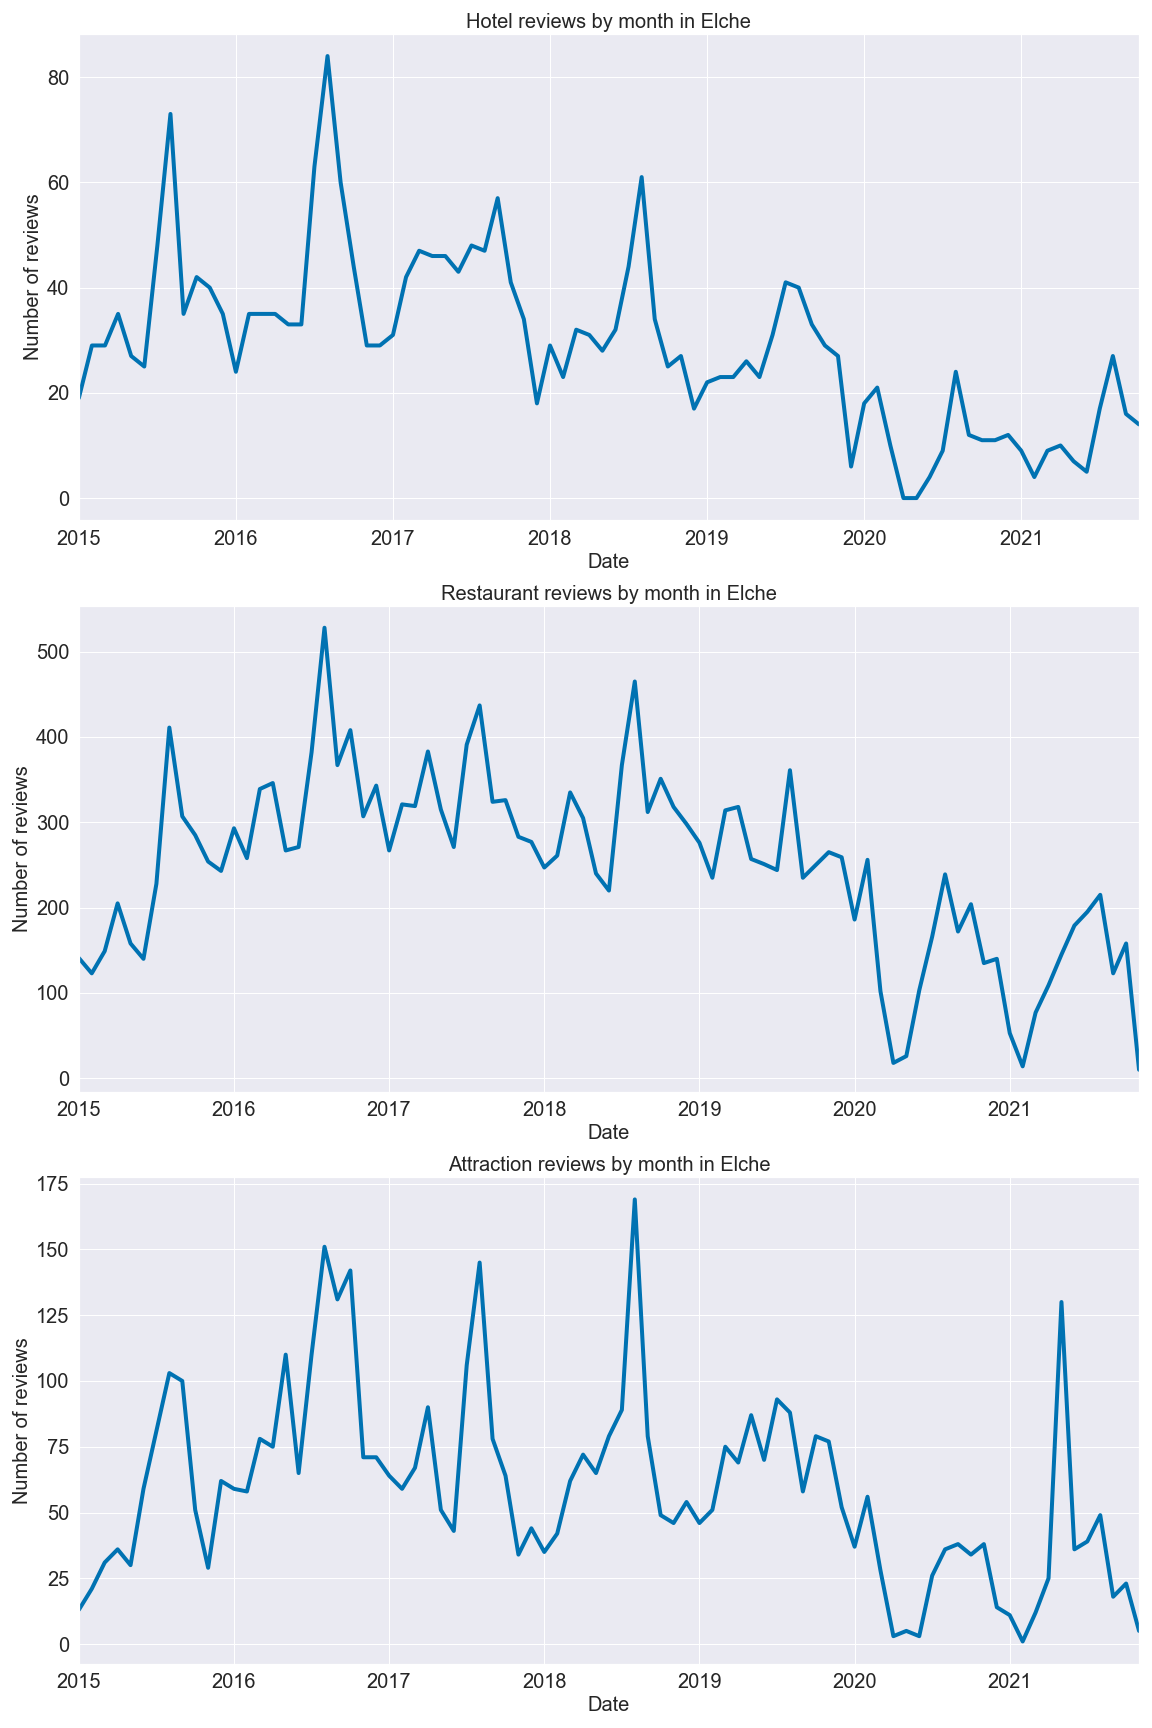 Hotel reviews by month in Elche
80
60
40
20
0
Number of reviews
2015 2016 2017 2018 2019 2020 2021
Date
Restaurant reviews by month in Elche
500
400
300
200
100
0
Number of reviews
2015 2016 2017 2018 2019 2020 2021
Date
Attraction reviews by month in Elche
175
150
125
100
75
50
25
0
Number of reviews
2015 2016 2017 2018 2019 2020 2021
Date